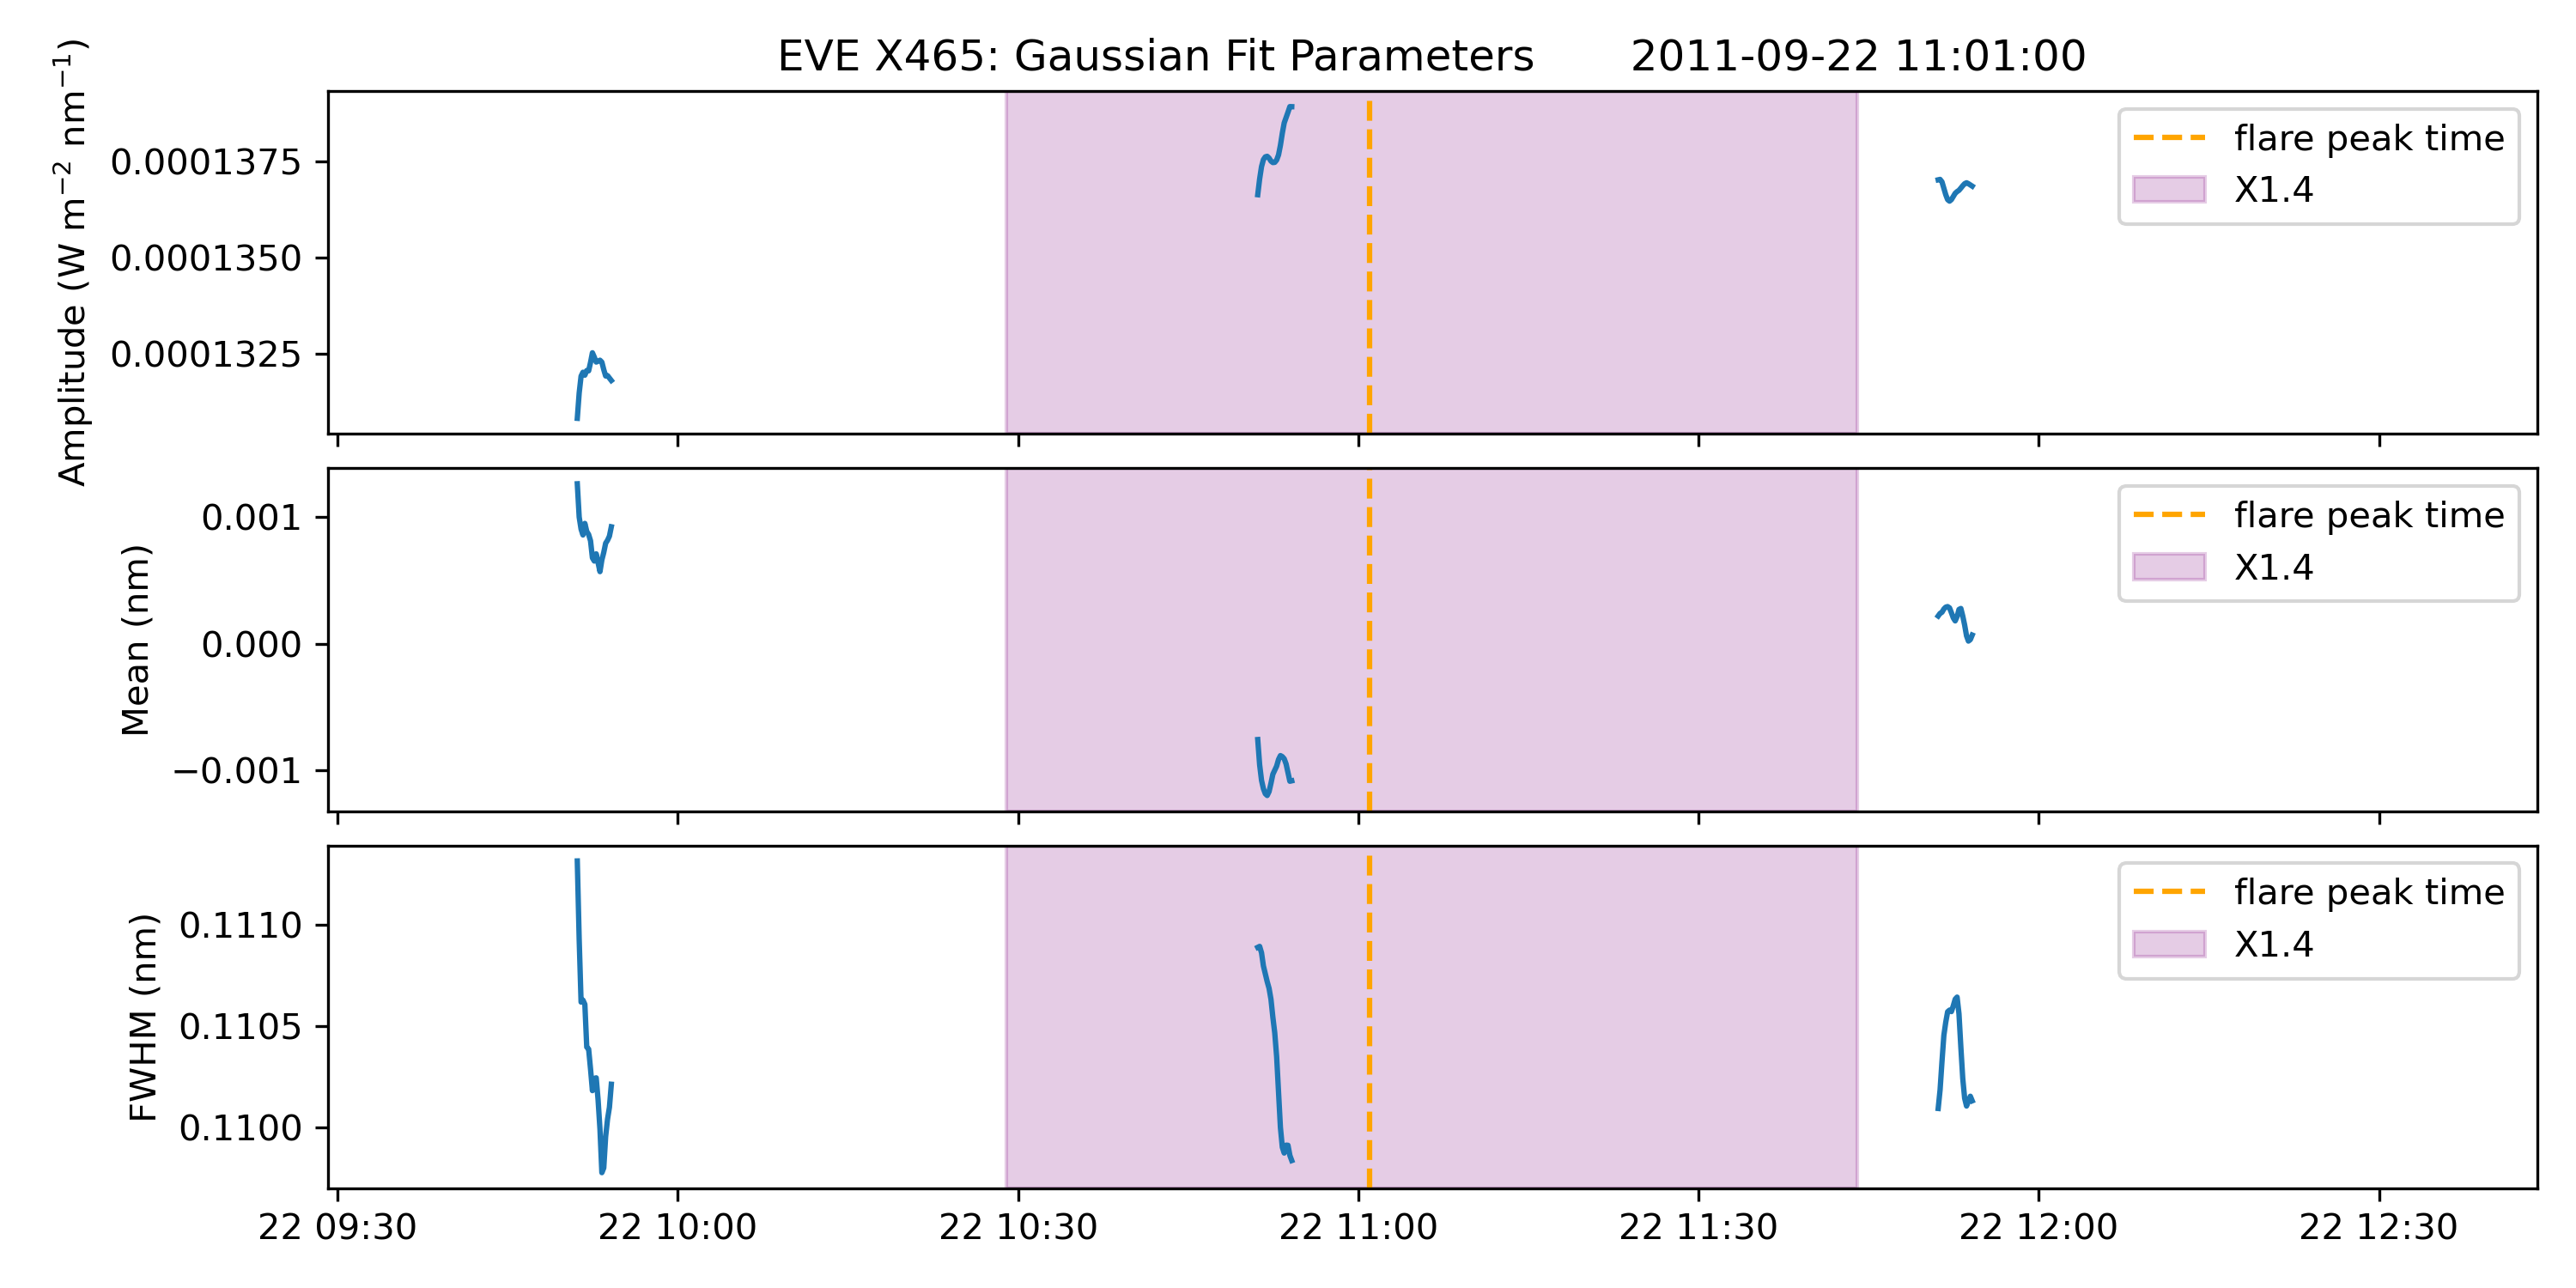 EVE X465: Gaussian Fit Parameters 2011-09-22 11:01:00
Amplitude (W m⁻² nm⁻¹)
0.0001375
0.0001350
0.0001325
flare peak time
X1.4
Mean (nm)
0.001
0.000
−0.001
flare peak time
X1.4
FWHM (nm)
0.1110
0.1105
0.1100
flare peak time
X1.4
22 09:30 22 10:00 22 10:30 22 11:00 22 11:30 22 12:00 22 12:30